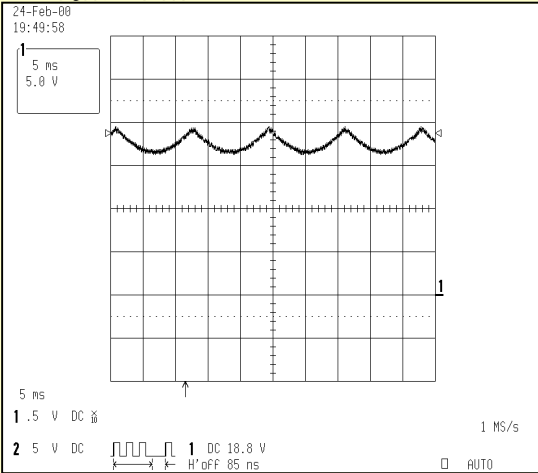 24-Feb-00
19:49:58
1
5 ms
5.0 V
1
5 ms
1 .5 V DC X10
2 5 V DC
1 DC 18.8 V
H'off 85 ns
1 MS/s
AUTO